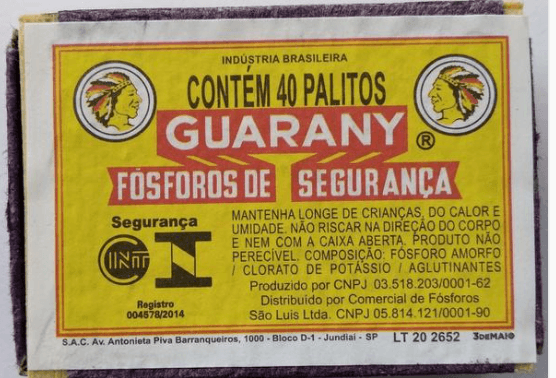 INDÚSTRIA BRASILEIRA
CONTÉM 40 PALITOS
GUARANY ®
FÓSFOROS DE SEGURANÇA
Segurança
INT
MANTENHA LONGE DE CRIANÇAS, DO CALOR E
UMIDADE. NÃO RISCAR NA DIREÇÃO DO CORPO
E NEM COM A CAIXA ABERTA. PRODUTO NÃO
PERECÍVEL. COMPOSIÇÃO: FÓSFORO AMORFO
/ CLORATO DE POTÁSSIO / AGLUTINANTES
Produzido por CNPJ 03.518.203/0001-62
Distribuído por Comercial de Fósforos
São Luis Ltda. CNPJ 05.814.121/0001-90
Registro
004578/2014
S.A.C. Av. Antonieta Piva Barranqueiros, 1000 - Bloco D-1 - Jundiaí - SP LT 20 2652 3DEMAIO